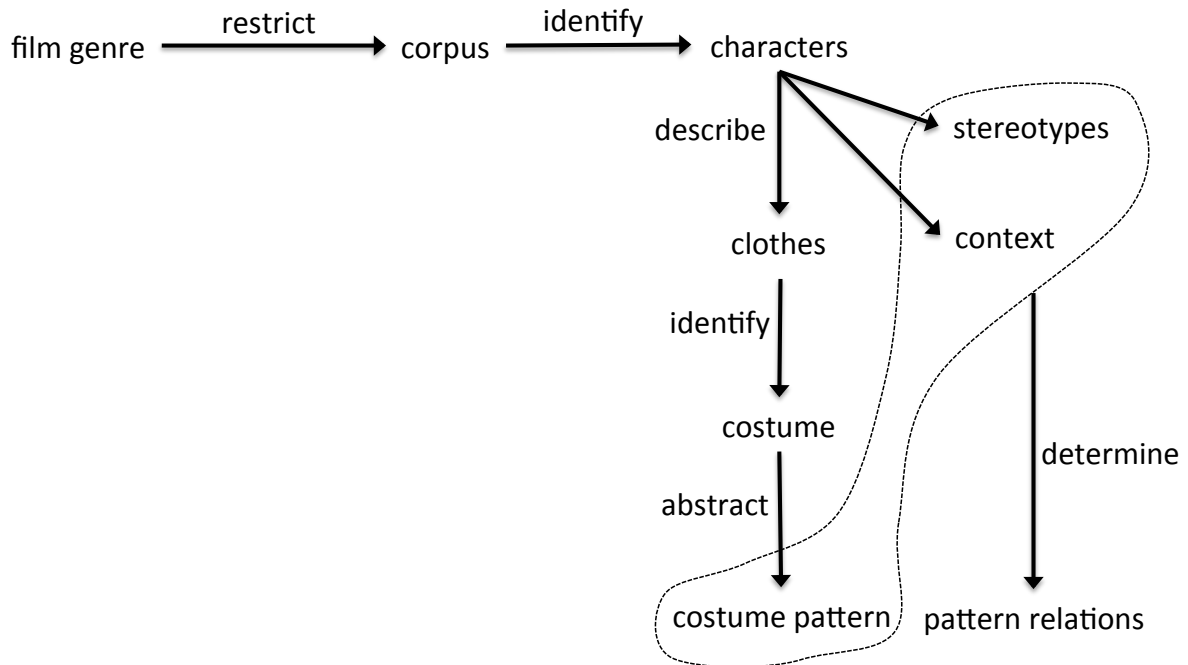 restrict
identify
film genre
corpus
characters
describe
stereotypes
clothes
context
identify
costume
determine
abstract
costume pattern
pattern relations